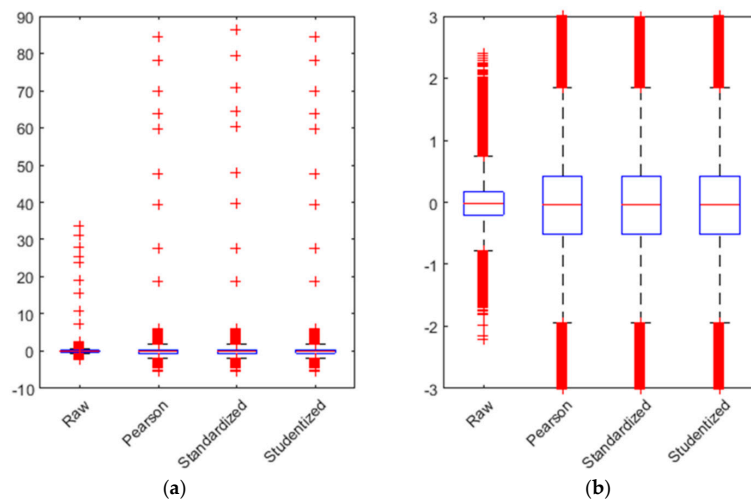 90
80
70
60
50
40
30
20
10
0
-10
Raw
Pearson
Standardized
Studentized
(a)
3
2
1
0
-1
-2
-3
Raw
Pearson
Standardized
Studentized
(b)